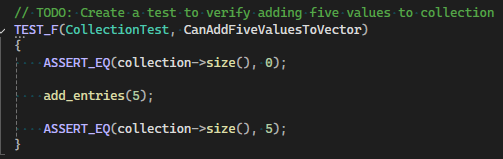 // TODO: Create a test to verify adding five values to collection
TEST_F(CollectionTest, CanAddFiveValuesToVector)
{
    ASSERT_EQ(collection->size(), 0);
    add_entries(5);
    ASSERT_EQ(collection->size(), 5);
}